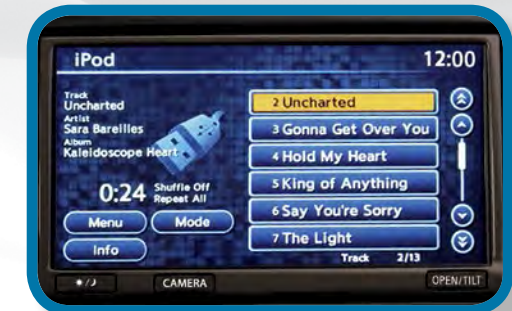 iPod
12:00
Track
Uncharted
Artist
Sara Bareilles
Album
Kaleidoscope Heart
0:24
Shuffle Off
Repeat All
Menu
Mode
Info
2 Uncharted
3 Gonna Get Over You
4 Hold My Heart
5 King of Anything
6 Say You're Sorry
7 The Light
Track 2/13
CAMERA
OPEN/TILT